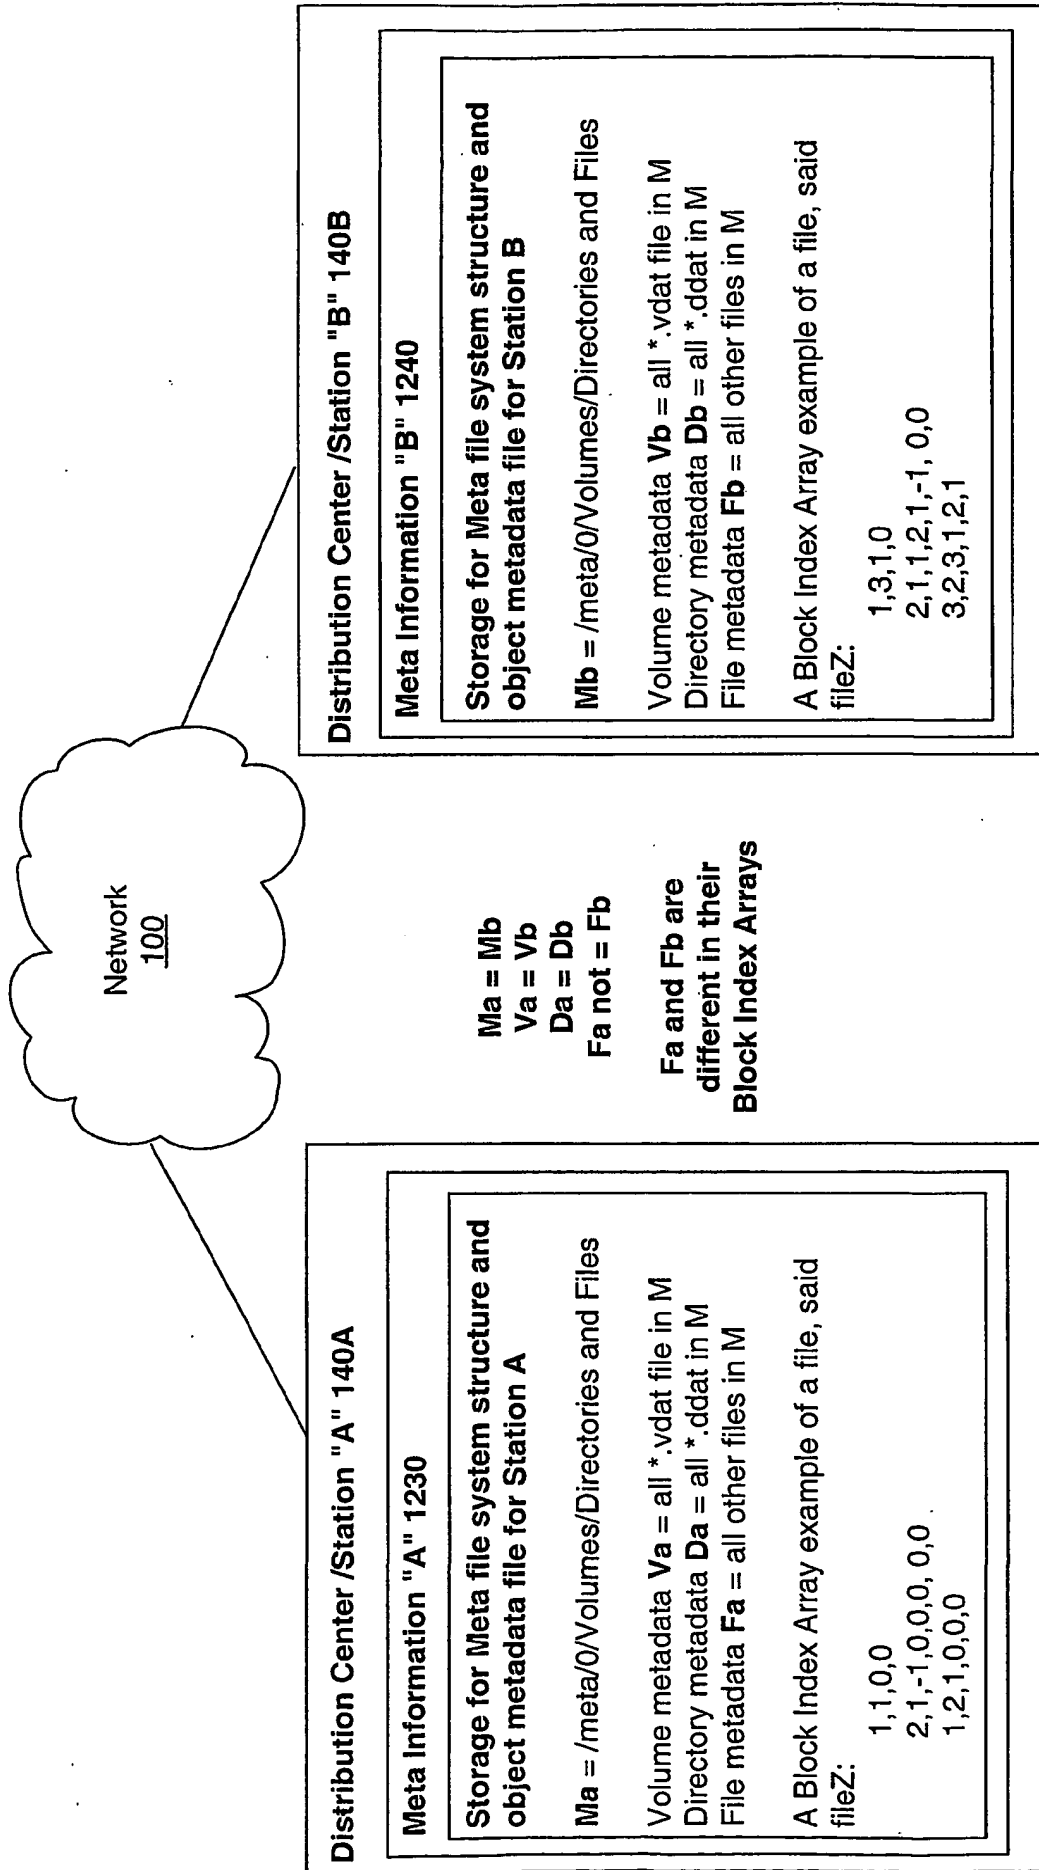 Network
100
Distribution Center /Station "A" 140A
Meta Information "A" 1230
Storage for Meta file system structure and
object metadata file for Station A
Ma = /meta/0/Volumes/Directories and Files
Volume metadata Va = all *.vdat file in M
Directory metadata Da = all *.ddat in M
File metadata Fa = all other files in M
A Block Index Array example of a file, said
fileZ:
1,1,0,0
2,1,-1,0,0,0, 0,0
1,2,1,0,0,0
Ma = Mb
Va = Vb
Da = Db
Fa not = Fb
Fa and Fb are
different in their
Block Index Arrays
Distribution Center /Station "B" 140B
Meta Information "B" 1240
Storage for Meta file system structure and
object metadata file for Station B
Mb = /meta/0/Volumes/Directories and Files
Volume metadata Vb = all *.vdat file in M
Directory metadata Db = all *.ddat in M
File metadata Fb = all other files in M
A Block Index Array example of a file, said
fileZ:
1,3,1,0
2,1,1,2,1,-1, 0,0
3,2,3,1,2,1